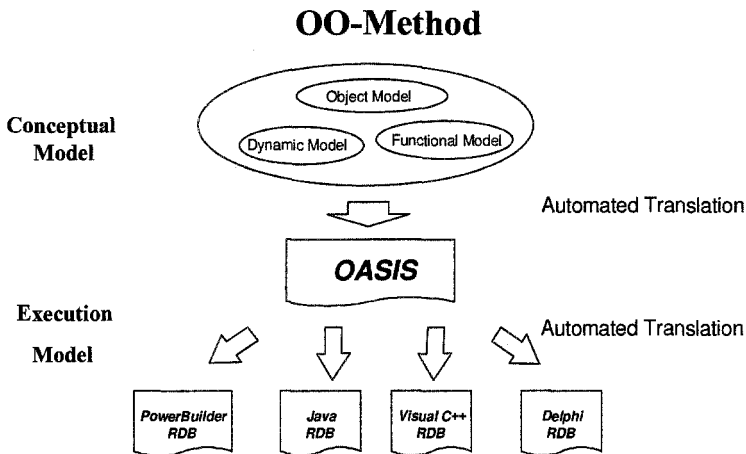 OO-Method
Object Model
Conceptual
Model
Dynamic Model
Functional Model
Automated Translation
OASIS
Execution
Model
Automated Translation
PowerBuilder
RDB
Java
RDB
Visual C++
RDB
Delphi
RDB